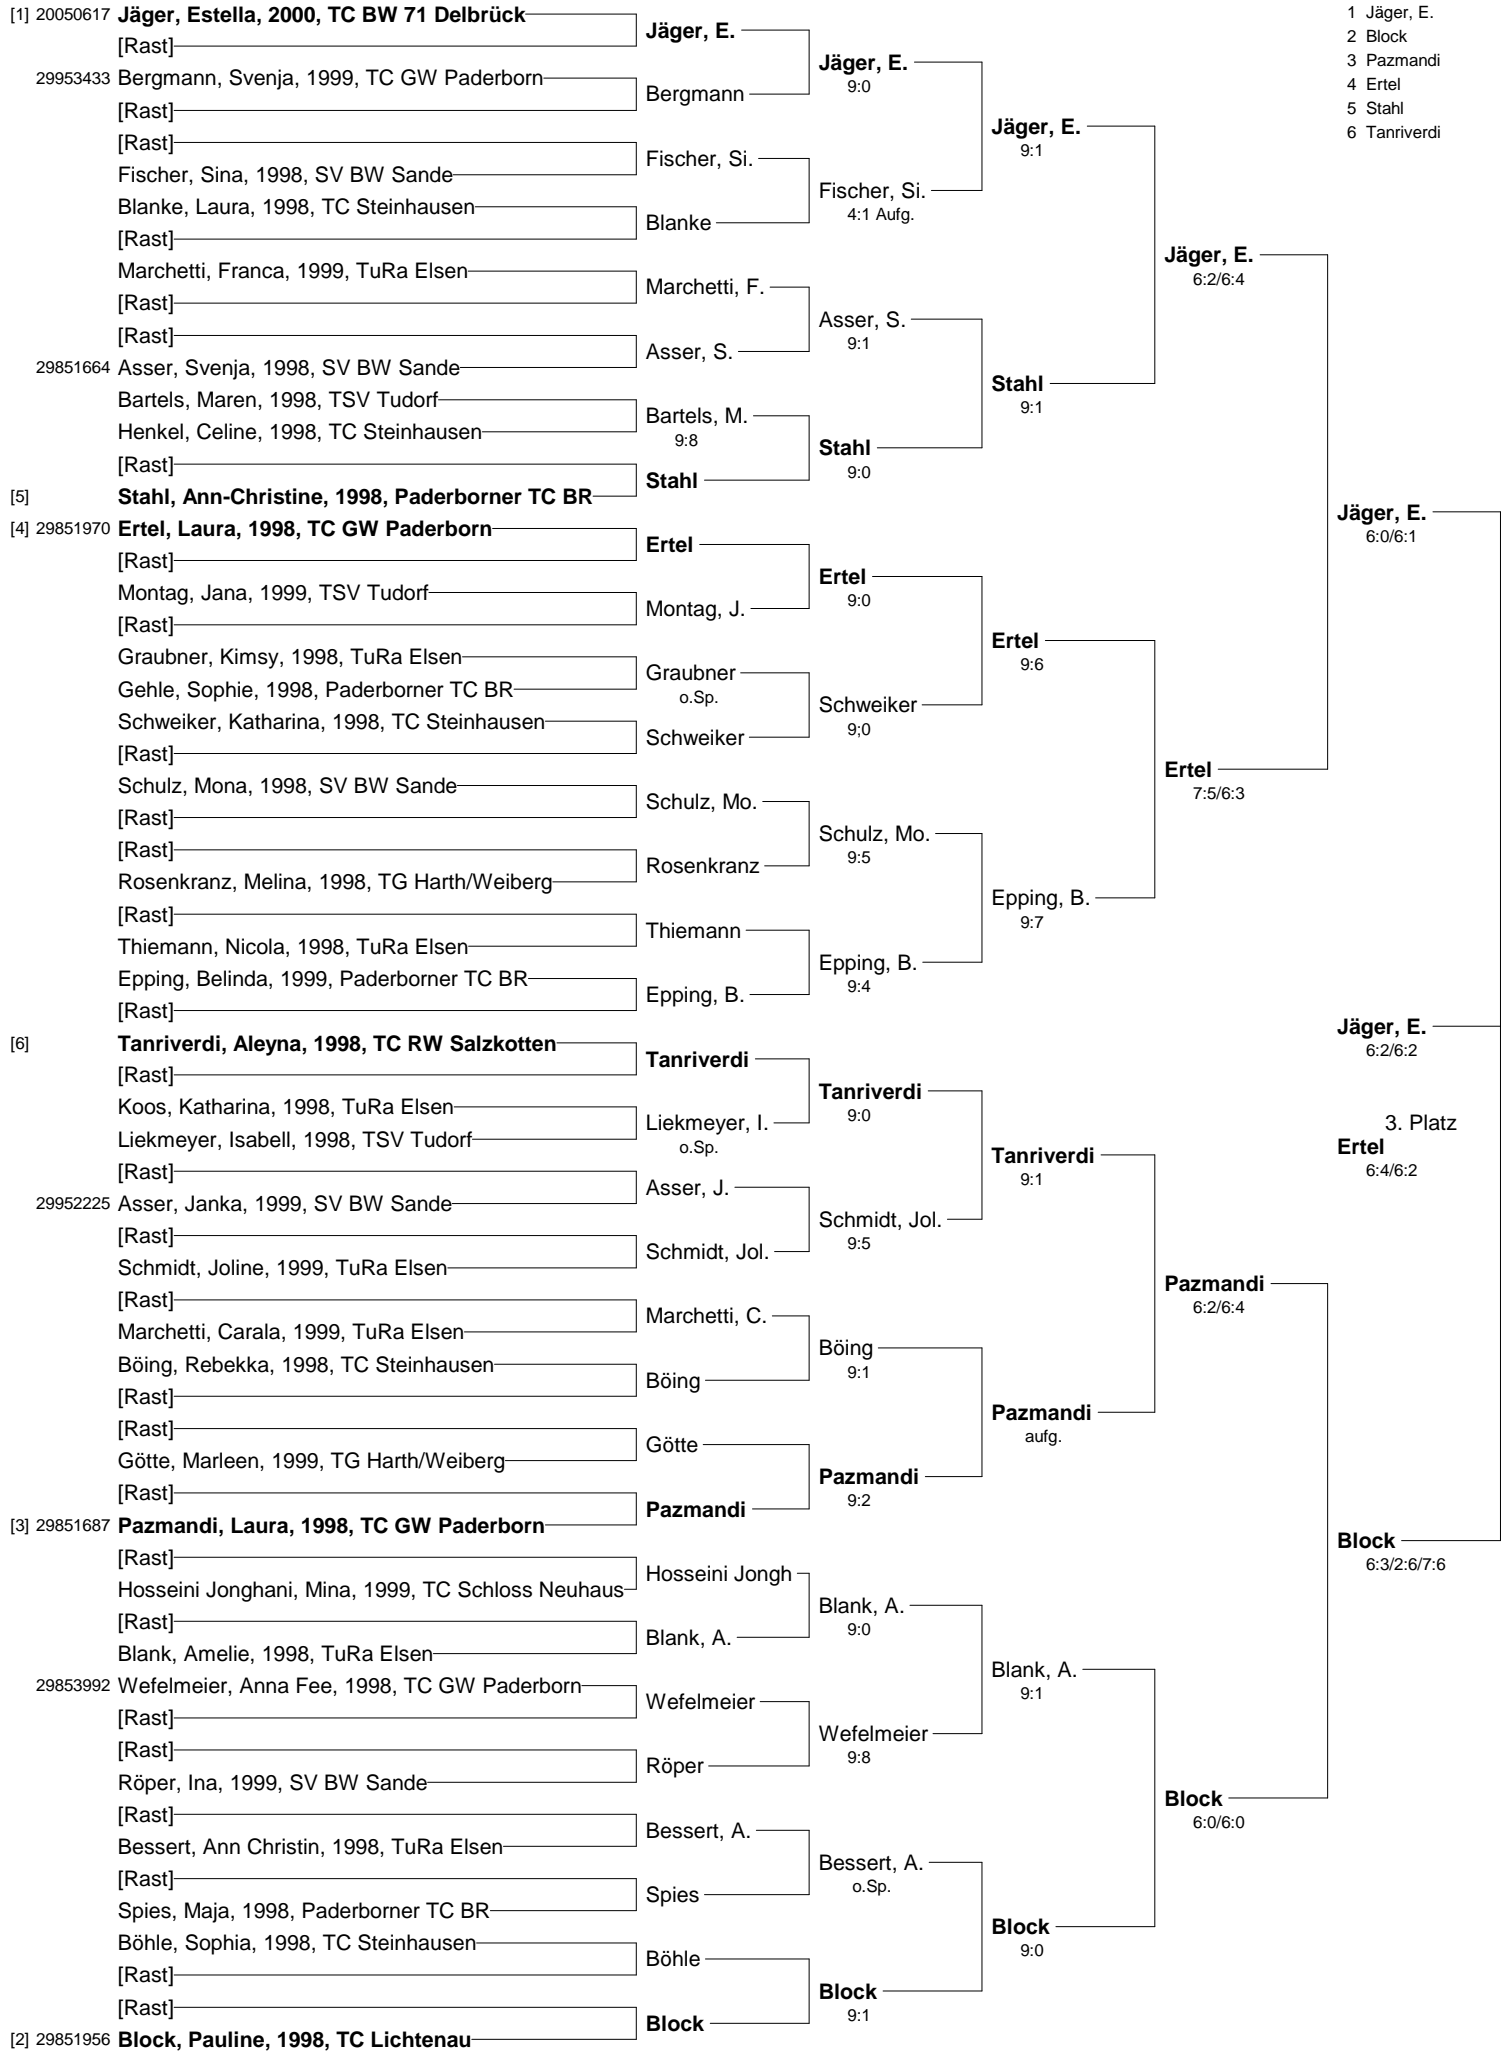 [1] 20050617 Jäger, Estella, 2000, TC BW 71 Delbrück
[Rast]
29953433 Bergmann, Svenja, 1999, TC GW Paderborn
[Rast]
[Rast]
Fischer, Sina, 1998, SV BW Sande
Blanke, Laura, 1998, TC Steinhausen
[Rast]
Marchetti, Franca, 1999, TuRa Elsen
[Rast]
[Rast]
29851664 Asser, Svenja, 1998, SV BW Sande
Bartels, Maren, 1998, TSV Tudorf
Henkel, Celine, 1998, TC Steinhausen
[Rast]
[5] Stahl, Ann-Christine, 1998, Paderborner TC BR
[4] 29851970 Ertel, Laura, 1998, TC GW Paderborn
[Rast]
Montag, Jana, 1999, TSV Tudorf
[Rast]
Graubner, Kimsy, 1998, TuRa Elsen
Gehle, Sophie, 1998, Paderborner TC BR
Schweiker, Katharina, 1998, TC Steinhausen
[Rast]
Schulz, Mona, 1998, SV BW Sande
[Rast]
[Rast]
Rosenkranz, Melina, 1998, TG Harth/Weiberg
[Rast]
Thiemann, Nicola, 1998, TuRa Elsen
Epping, Belinda, 1999, Paderborner TC BR
[Rast]
[6] Tanriverdi, Aleyna, 1998, TC RW Salzkotten
[Rast]
Koos, Katharina, 1998, TuRa Elsen
Liekmeyer, Isabell, 1998, TSV Tudorf
[Rast]
29952225 Asser, Janka, 1999, SV BW Sande
[Rast]
Schmidt, Joline, 1999, TuRa Elsen
[Rast]
Marchetti, Carala, 1999, TuRa Elsen
Böing, Rebekka, 1998, TC Steinhausen
[Rast]
[Rast]
Götte, Marleen, 1999, TG Harth/Weiberg
[Rast]
[3] 29851687 Pazmandi, Laura, 1998, TC GW Paderborn
[Rast]
Hosseini Jonghani, Mina, 1999, TC Schloss Neuhaus
[Rast]
Blank, Amelie, 1998, TuRa Elsen
29853992 Wefelmeier, Anna Fee, 1998, TC GW Paderborn
[Rast]
[Rast]
Röper, Ina, 1999, SV BW Sande
[Rast]
Bessert, Ann Christin, 1998, TuRa Elsen
[Rast]
Spies, Maja, 1998, Paderborner TC BR
Böhle, Sophia, 1998, TC Steinhausen
[Rast]
[Rast]
[2] 29851956 Block, Pauline, 1998, TC Lichtenau
Jäger, E.
Bergmann
Fischer, Si.
Blanke
Marchetti, F.
Asser, S.
Bartels, M.
9:8
Stahl
Ertel
Montag, J.
Graubner
o.Sp.
Schweiker
Schulz, Mo.
Rosenkranz
Thiemann
Epping, B.
Tanriverdi
Liekmeyer, I.
o.Sp.
Asser, J.
Schmidt, Jol.
Marchetti, C.
Böing
Götte
Pazmandi
Hosseini Jongh
Blank, A.
Wefelmeier
Röper
Bessert, A.
Spies
Böhle
Block
Jäger, E.
9:0
Fischer, Si.
4:1 Aufg.
Asser, S.
9:1
Stahl
9:0
Ertel
9:0
Schweiker
9;0
Schulz, Mo.
9:5
Epping, B.
9:4
Tanriverdi
9:0
Schmidt, Jol.
9:5
Böing
9:1
Pazmandi
9:2
Blank, A.
9:0
Wefelmeier
9:8
Bessert, A.
o.Sp.
Block
9:1
Jäger, E.
9:1
Stahl
9:1
Ertel
9:6
Epping, B.
9:7
Tanriverdi
9:1
Pazmandi
aufg.
Blank, A.
9:1
Block
9:0
Jäger, E.
6:2/6:4
Ertel
7:5/6:3
Pazmandi
6:2/6:4
Block
6:0/6:0
1 Jäger, E.
2 Block
3 Pazmandi
4 Ertel
5 Stahl
6 Tanriverdi
Jäger, E.
6:0/6:1
Jäger, E.
6:2/6:2
3. Platz
Ertel
6:4/6:2
Block
6:3/2:6/7:6